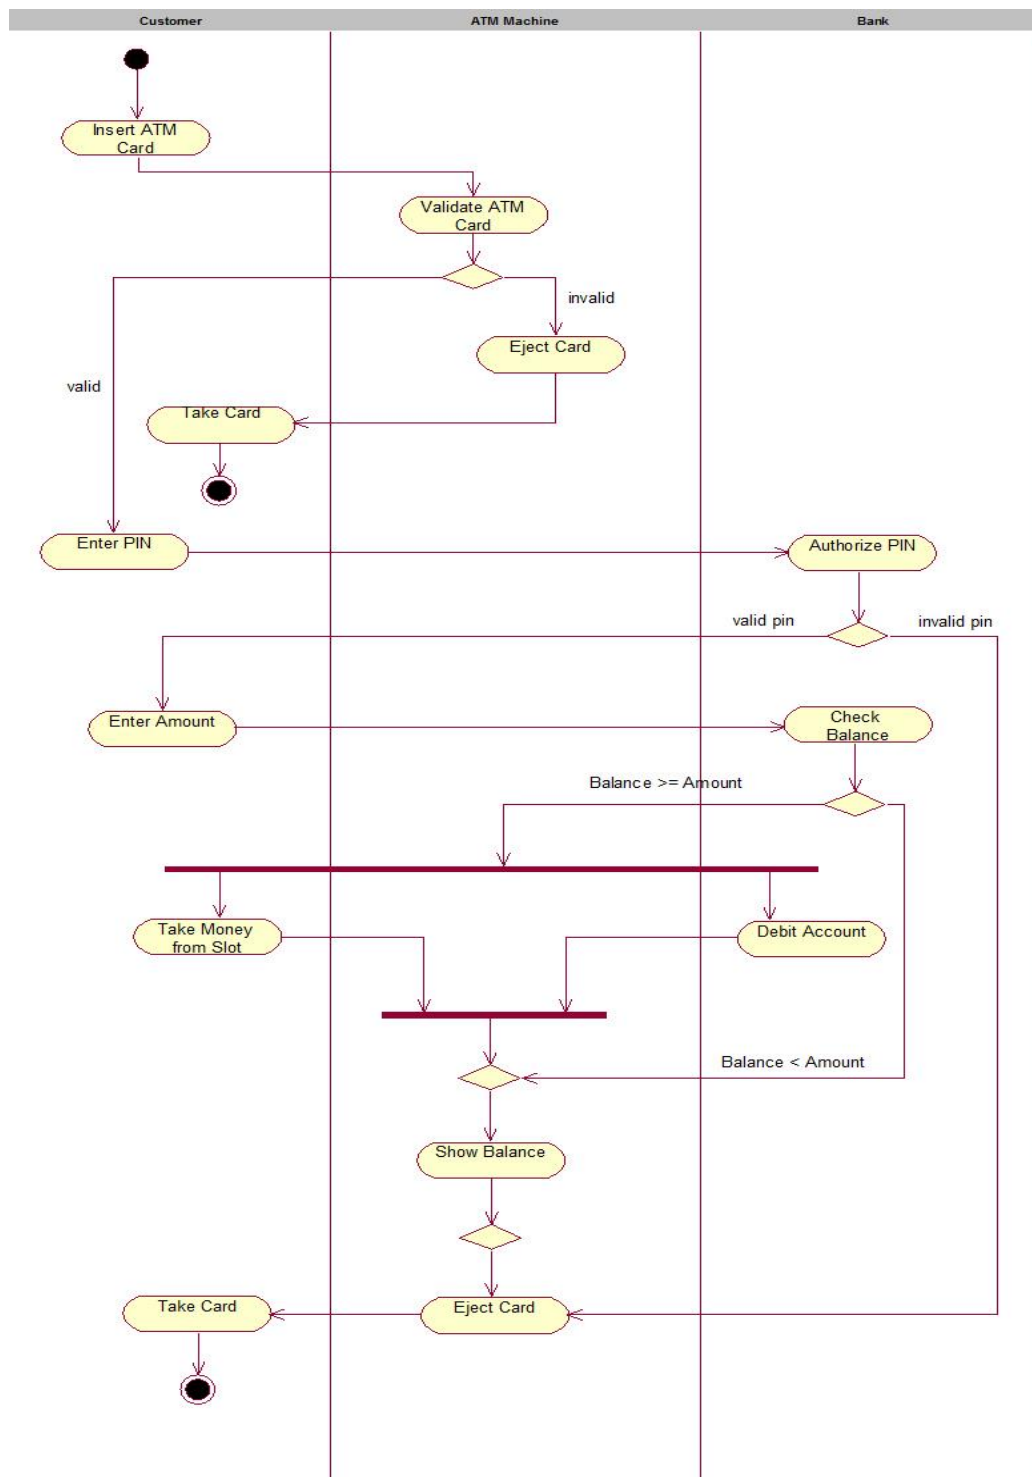 Customer
ATM Machine
Bank
Insert ATM
Card
Validate ATM
Card
invalid
Eject Card
valid
Take Card
Enter PIN
Authorize PIN
valid pin
invalid pin
Enter Amount
Check
Balance
Balance >= Amount
Take Money
from Slot
Debit Account
Balance < Amount
Show Balance
Take Card
Eject Card